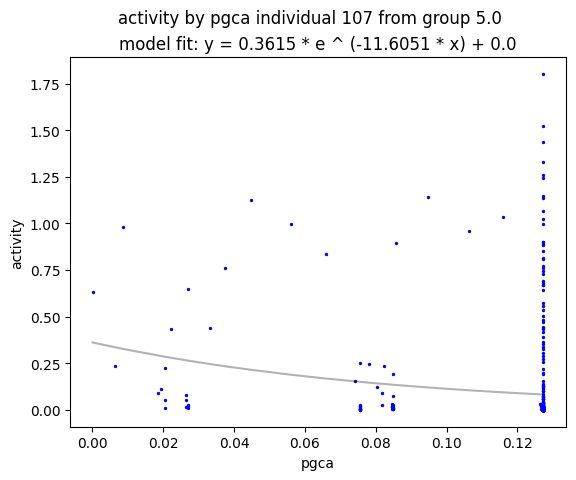 activity by pgca individual 107 from group 5.0
model fit: y = 0.3615 * e ^ (-11.6051 * x) + 0.0
1.75
1.50
1.25
1.00
0.75
0.50
0.25
0.00
activity
0.00 0.02 0.04 0.06 0.08 0.10 0.12
pgca